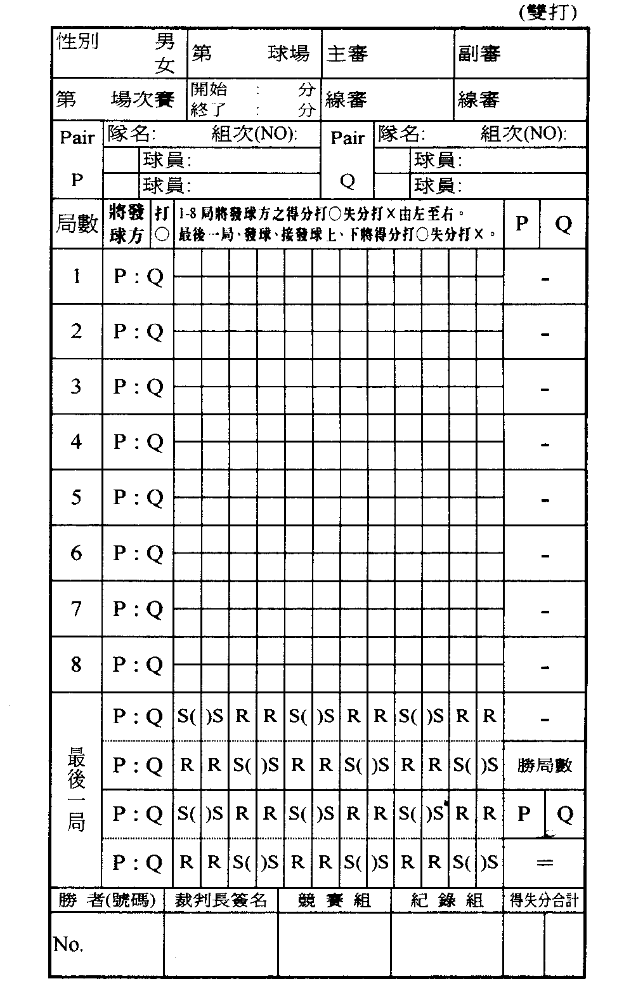 (雙打)
性別 男 第 球場 主審 副審
女
第 場次賽 開始 : 分 線審 線審
終了 : 分
Pair 隊名: 組次(NO): Pair 隊名: 組次(NO):
球員: 球員:
P 球員: Q 球員:
局數 將發球方 打○ 1-8局將發球方之得分打○失分打×由左至右。 P Q
最後一局、發球、接發球上、下將得分打○失分打×。
1 P : Q -
2 P : Q -
3 P : Q -
4 P : Q -
5 P : Q -
6 P : Q -
7 P : Q -
8 P : Q -
最後一局 P : Q S( )S R R S( )S R R S( )S R R -
P : Q R R S( )S R R S( )S R R S( )S 勝局數
P : Q S( )S R R S( )S R R S( )S R R P Q
P : Q R R S( )S R R S( )S R R S( )S =
勝 者(號碼) 裁判長簽名 競 賽 組 紀 錄 組 得失分合計
No.